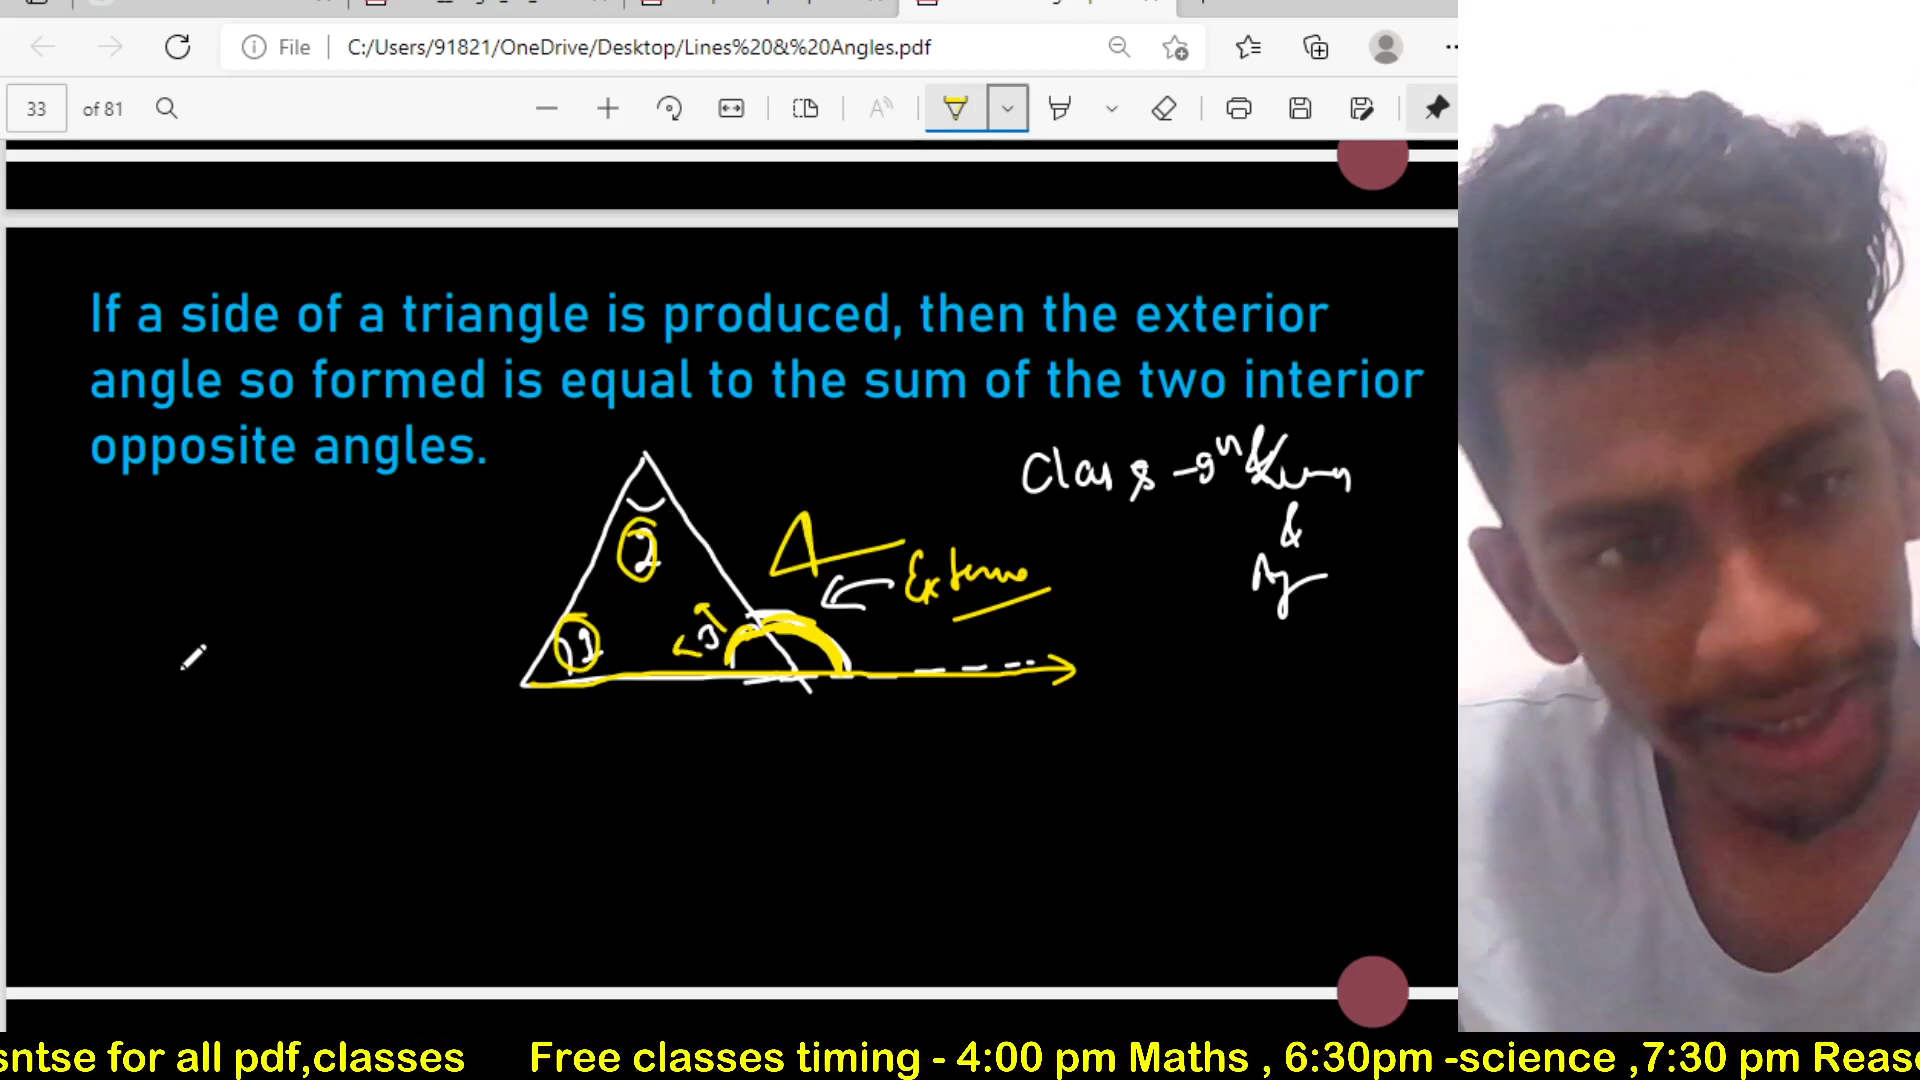 File C:/Users/91821/OneDrive/Desktop/Lines%20&%20Angles.pdf
33 of 81
If a side of a triangle is produced, then the exterior
angle so formed is equal to the sum of the two interior
opposite angles.
Class -9
&
2
3
sntse for all pdf,classes Free classes timing - 4:00 pm Maths , 6:30pm -science ,7:30 pm Reas